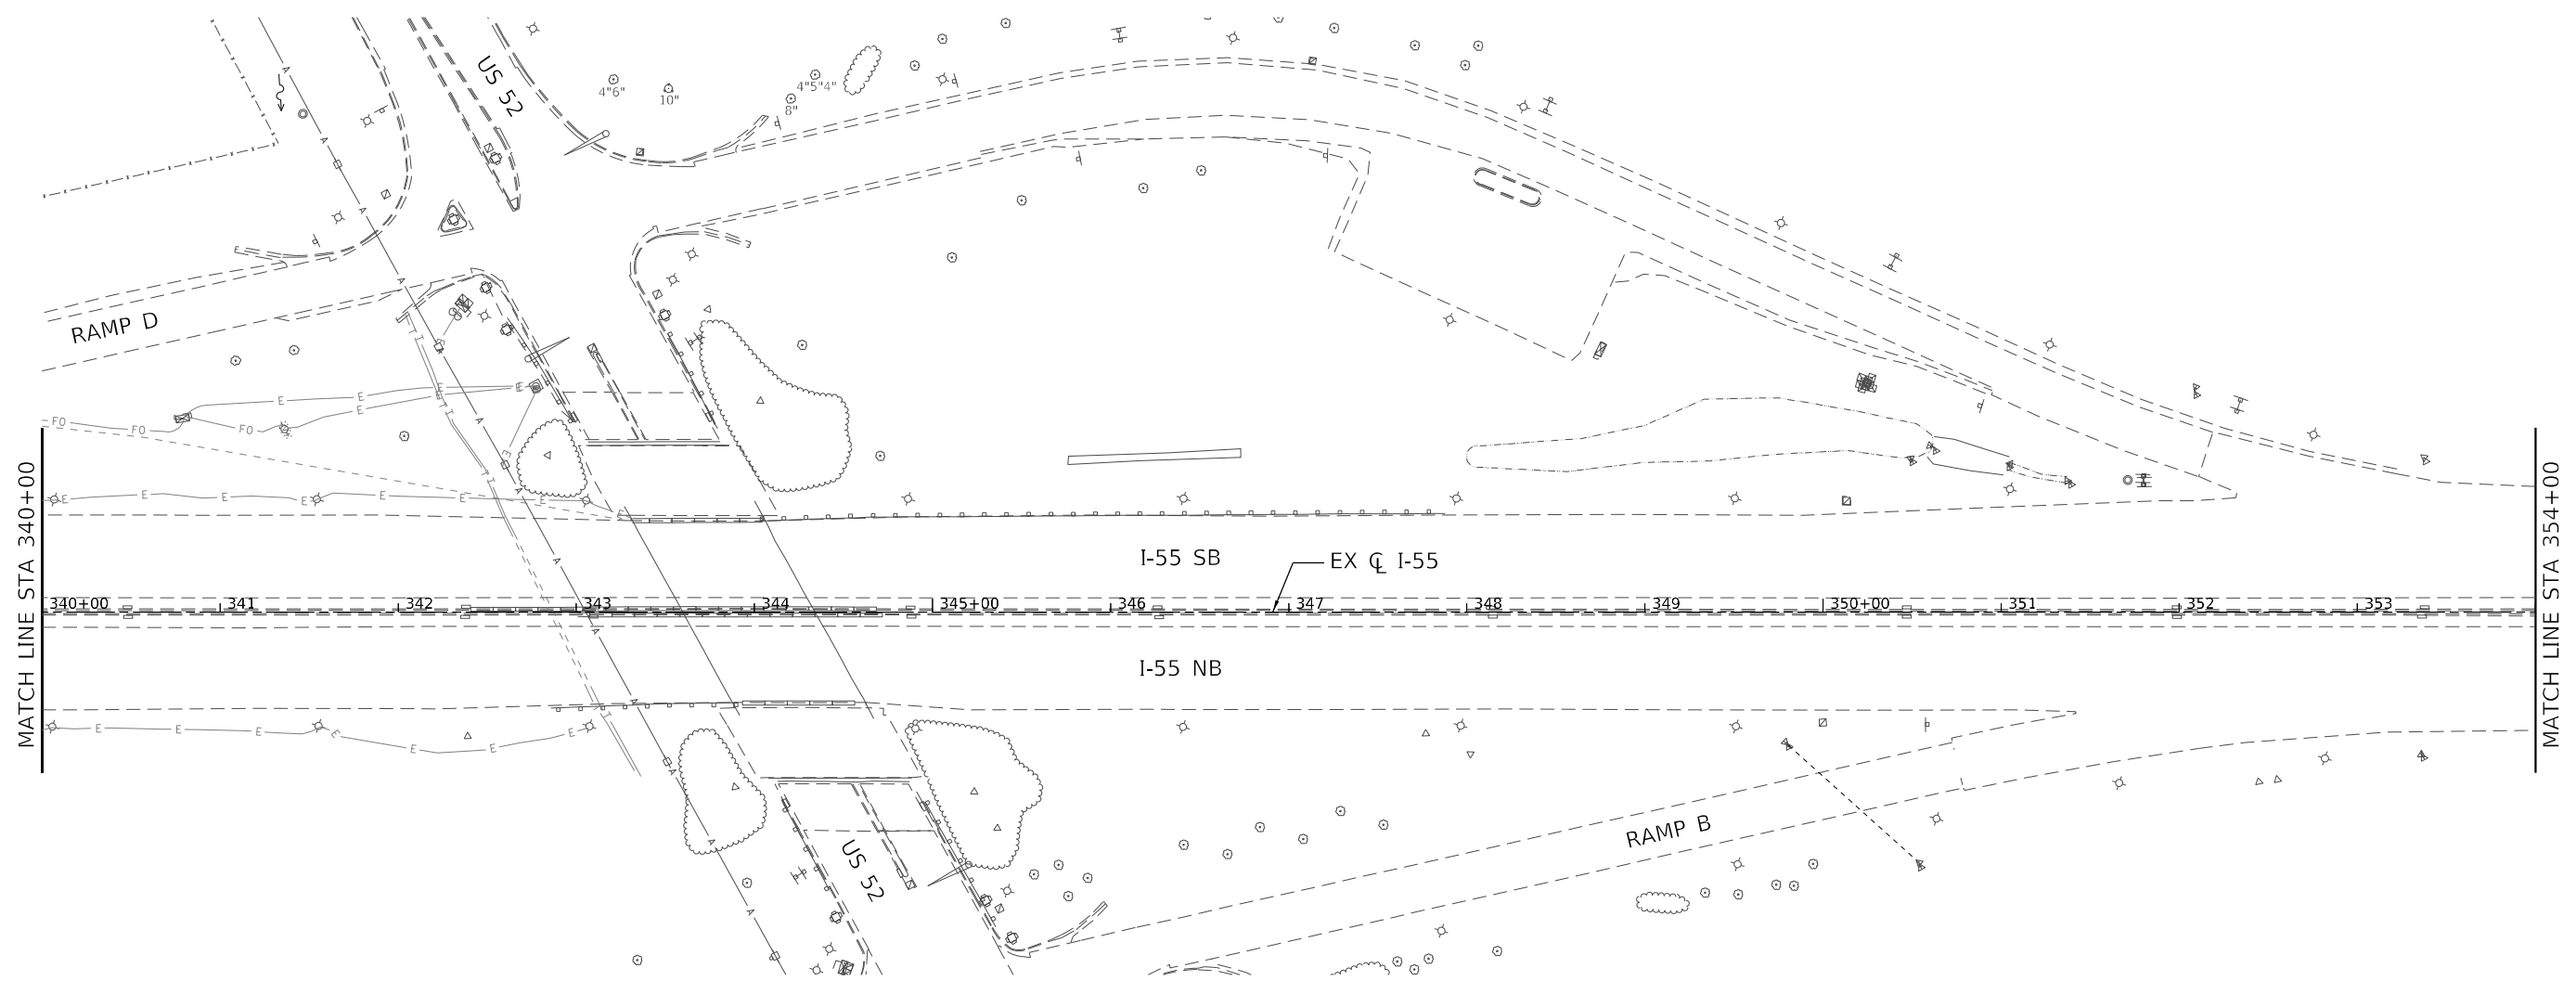 US 52
4"6"
10"
4"5"4"
8"
A
A
A
A
RAMP D
E
E
E
E
E
E
E
FO
FO
FO
A
E
T
T
T
T
T
A
E
E
E
E
E
E
E
I-55 SB
EX ℄ I-55
A
MATCH LINE STA 340+00
MATCH LINE STA 354+00
340+00
341
342
343
344
345+00
346
347
348
349
350+00
351
352
353
A
I-55 NB
A
T
E
E
E
E
E
E
E
A
A
A
US 52
RAMP B